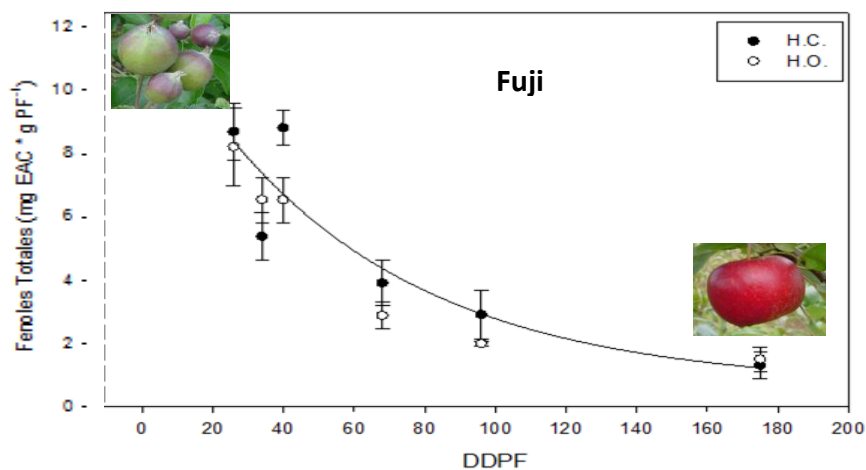 12 -
10 -
8 -
6 -
4 -
2 -
0 -
Fenoles Totales (mg EAC * g PF⁻¹)
Fuji
H.C.
H.O.
0 20 40 60 80 100 120 140 160 180 200
DDPF